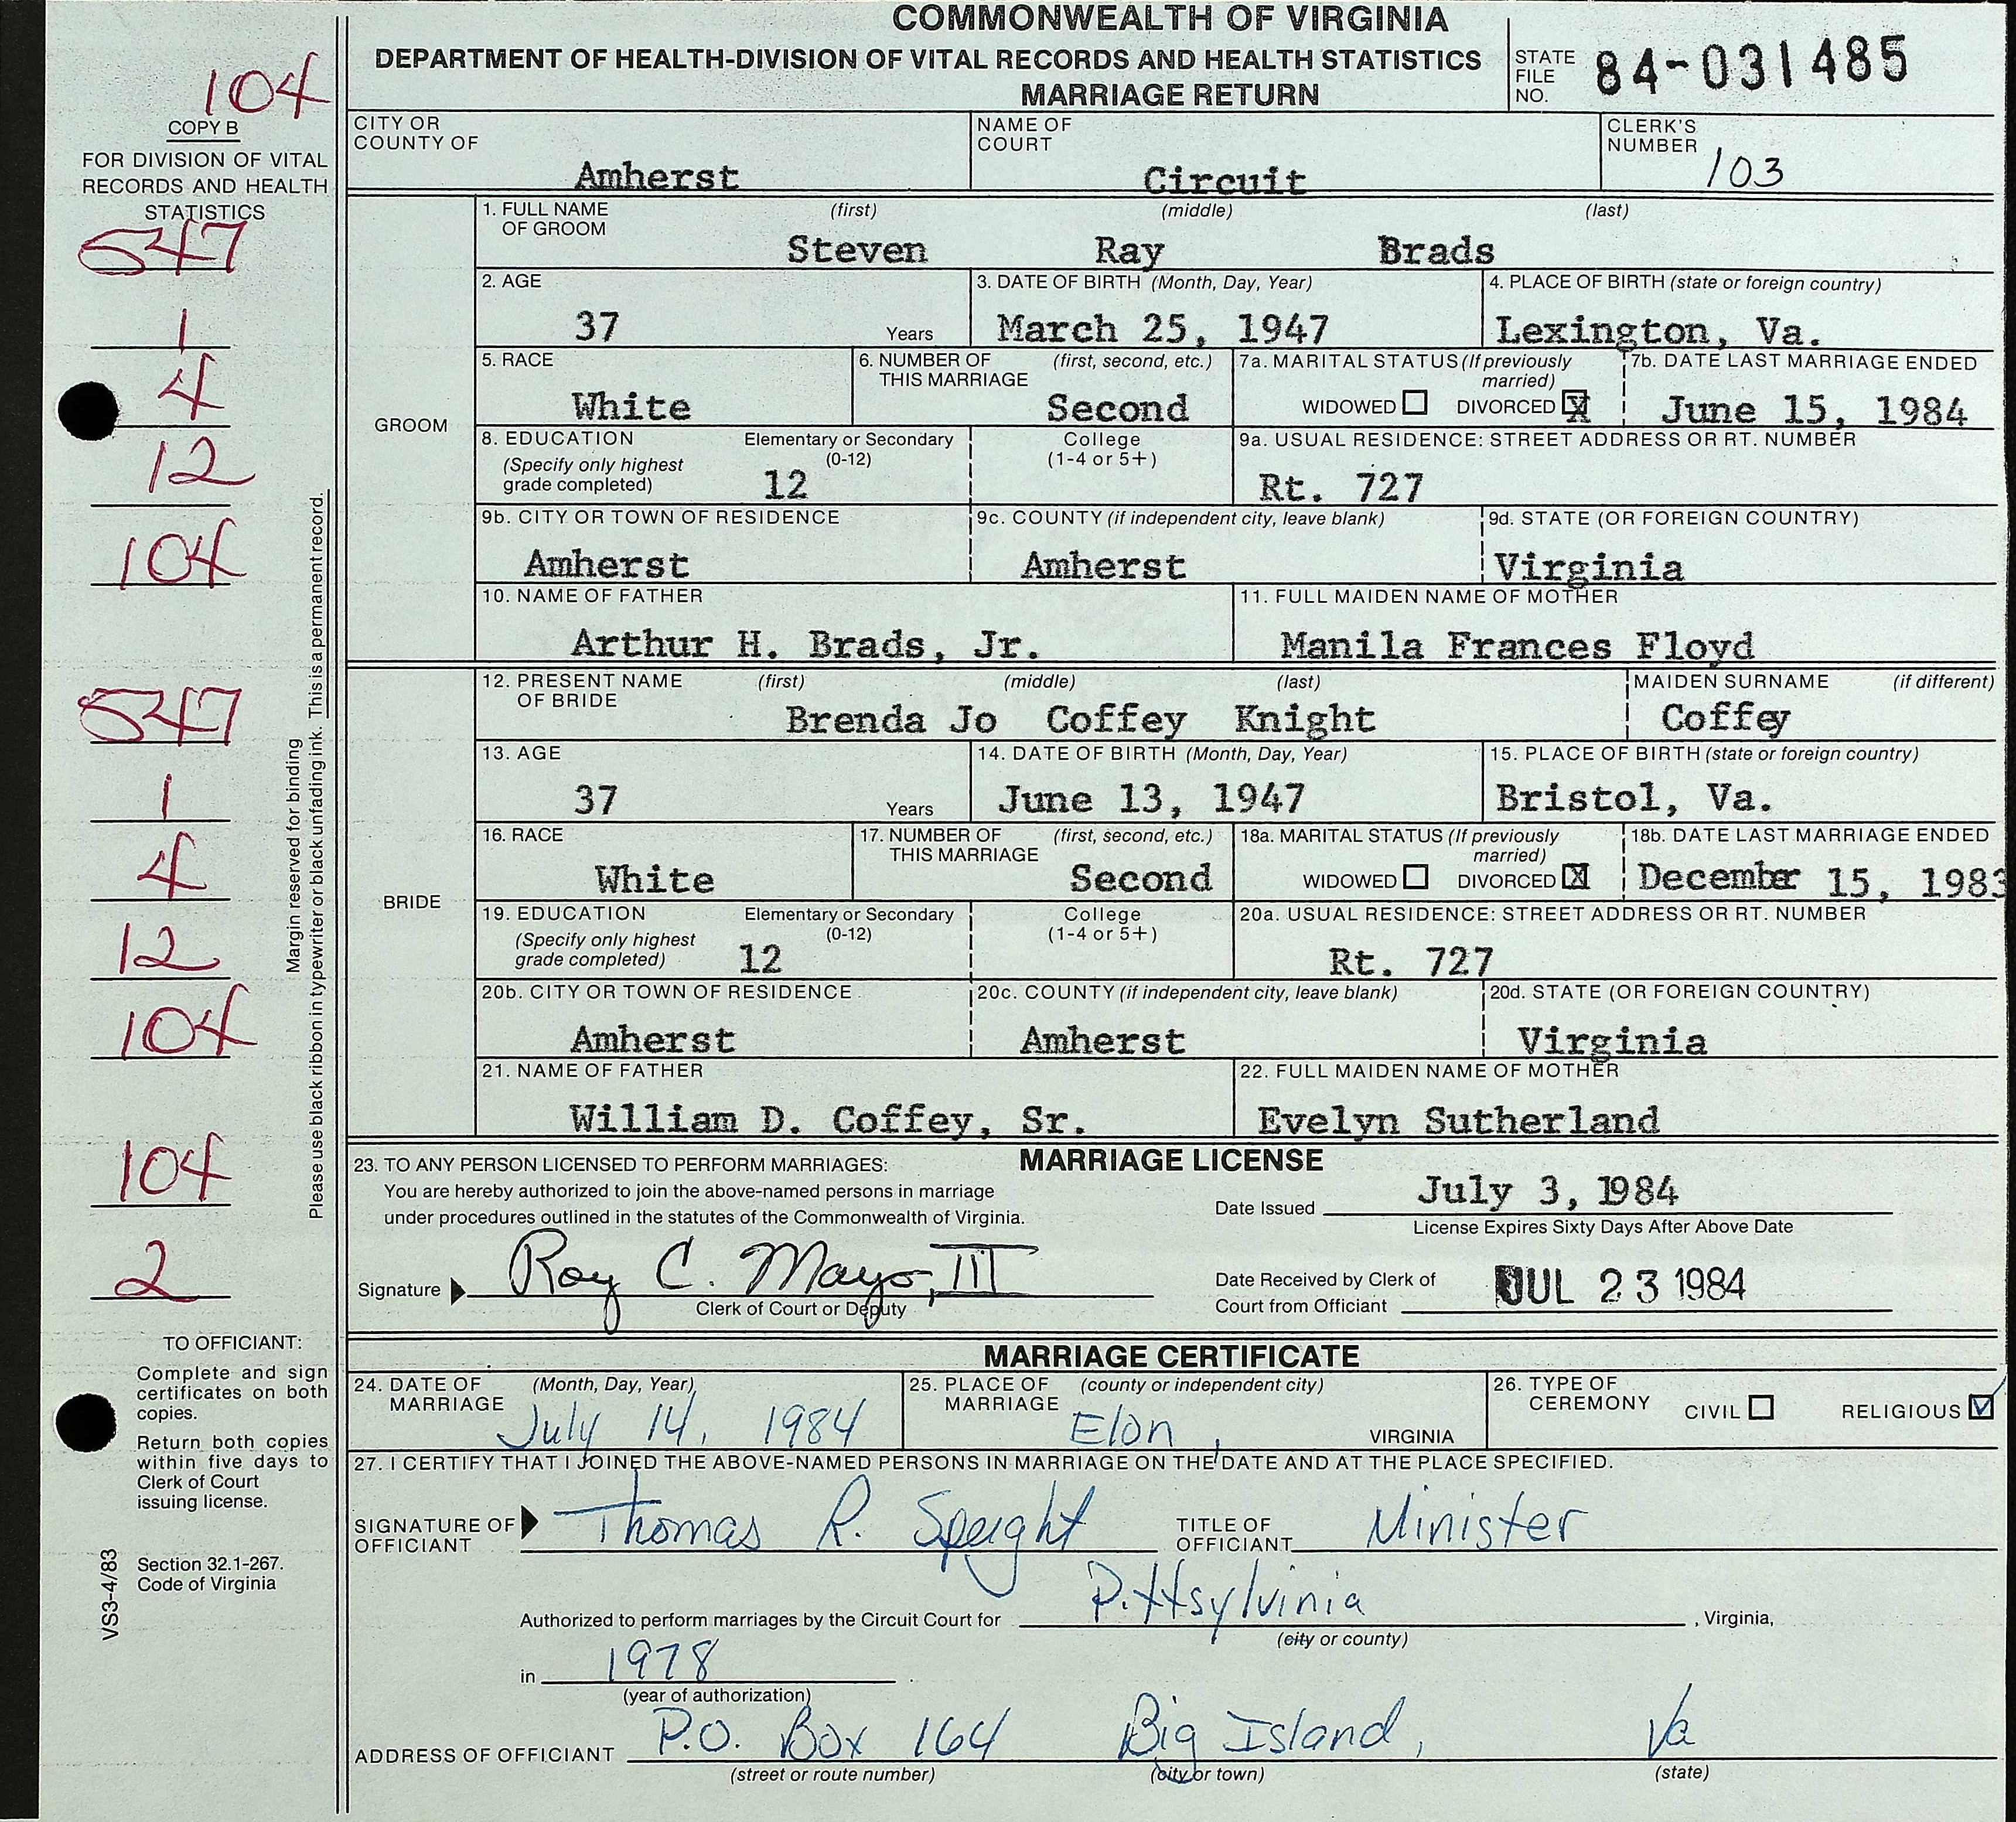 COMMONWEALTH OF VIRGINIA
DEPARTMENT OF HEALTH-DIVISION OF VITAL RECORDS AND HEALTH STATISTICS
MARRIAGE RETURN
STATE FILE NO. 84-031485
104
COPY B
FOR DIVISION OF VITAL
RECORDS AND HEALTH
STATISTICS
547
1
4
12
104
547
1
4
12
104
104
2
Margin reserved for binding
Please use black ribbon in typewriter or black unfading ink. This is a permanent record.
TO OFFICIANT:
Complete and sign
certificates on both
copies.
Return both copies
within five days to
Clerk of Court
issuing license.
Section 32.1-267.
Code of Virginia
VS3-4/83
CITY OR COUNTY OF Amherst
NAME OF COURT Circuit
CLERK'S NUMBER 103
GROOM
1. FULL NAME OF GROOM (first) (middle) (last)
Steven Ray Brads
2. AGE 37 Years
3. DATE OF BIRTH (Month, Day, Year) March 25, 1947
4. PLACE OF BIRTH (state or foreign country) Lexington, Va.
5. RACE White
6. NUMBER OF THIS MARRIAGE (first, second, etc.) Second
7a. MARITAL STATUS (If previously married) WIDOWED ☐ DIVORCED ☒
7b. DATE LAST MARRIAGE ENDED June 15, 1984
8. EDUCATION (Specify only highest grade completed) Elementary or Secondary (0-12) 12 College (1-4 or 5+)
9a. USUAL RESIDENCE: STREET ADDRESS OR RT. NUMBER Rt. 727
9b. CITY OR TOWN OF RESIDENCE Amherst
9c. COUNTY (if independent city, leave blank) Amherst
9d. STATE (OR FOREIGN COUNTRY) Virginia
10. NAME OF FATHER Arthur H. Brads, Jr.
11. FULL MAIDEN NAME OF MOTHER Manila Frances Floyd
BRIDE
12. PRESENT NAME OF BRIDE (first) (middle) (last)
Brenda Jo Coffey Knight
MAIDEN SURNAME (if different) Coffey
13. AGE 37 Years
14. DATE OF BIRTH (Month, Day, Year) June 13, 1947
15. PLACE OF BIRTH (state or foreign country) Bristol, Va.
16. RACE White
17. NUMBER OF THIS MARRIAGE (first, second, etc.) Second
18a. MARITAL STATUS (If previously married) WIDOWED ☐ DIVORCED ☒
18b. DATE LAST MARRIAGE ENDED December 15, 1983
19. EDUCATION (Specify only highest grade completed) Elementary or Secondary (0-12) 12 College (1-4 or 5+)
20a. USUAL RESIDENCE: STREET ADDRESS OR RT. NUMBER Rt. 727
20b. CITY OR TOWN OF RESIDENCE Amherst
20c. COUNTY (if independent city, leave blank) Amherst
20d. STATE (OR FOREIGN COUNTRY) Virginia
21. NAME OF FATHER William D. Coffey, Sr.
22. FULL MAIDEN NAME OF MOTHER Evelyn Sutherland
MARRIAGE LICENSE
23. TO ANY PERSON LICENSED TO PERFORM MARRIAGES:
You are hereby authorized to join the above-named persons in marriage
under procedures outlined in the statutes of the Commonwealth of Virginia.
Date Issued July 3, 1984
License Expires Sixty Days After Above Date
Signature Roy C. Mayo, III
Clerk of Court or Deputy
Date Received by Clerk of
Court from Officiant JUL 23 1984
MARRIAGE CERTIFICATE
24. DATE OF MARRIAGE (Month, Day, Year) July 14, 1984
25. PLACE OF MARRIAGE (county or independent city) Elon, VIRGINIA
26. TYPE OF CEREMONY CIVIL ☐ RELIGIOUS ☑
27. I CERTIFY THAT I JOINED THE ABOVE-NAMED PERSONS IN MARRIAGE ON THE DATE AND AT THE PLACE SPECIFIED.
SIGNATURE OF OFFICIANT Thomas R. Speight
TITLE OF OFFICIANT Minister
Authorized to perform marriages by the Circuit Court for Pittsylvinia, Virginia,
(city or county)
in 1978 .
(year of authorization)
ADDRESS OF OFFICIANT P.O. Box 164 Big Island, Va
(street or route number) (city or town) (state)